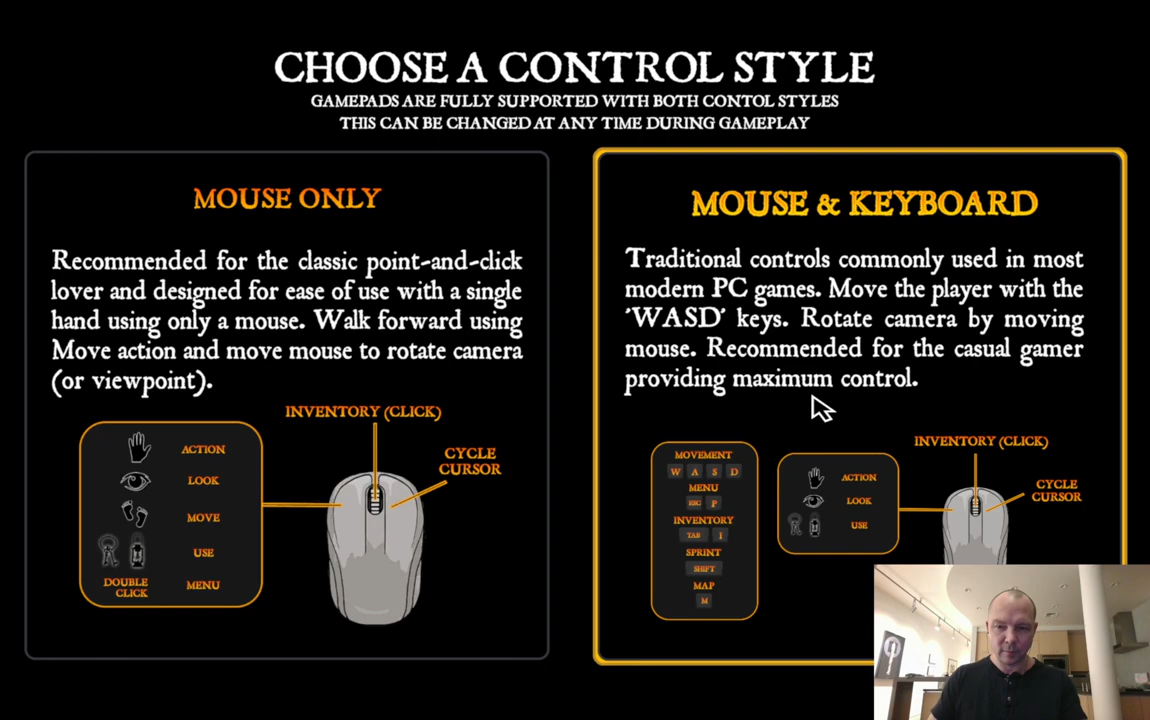 CHOOSE A CONTROL STYLE
GAMEPADS ARE FULLY SUPPORTED WITH BOTH CONTOL STYLES
THIS CAN BE CHANGED AT ANY TIME DURING GAMEPLAY
MOUSE ONLY
Recommended for the classic point-and-click
lover and designed for ease of use with a single
hand using only a mouse. Walk forward using
Move action and move mouse to rotate camera
(or viewpoint).
INVENTORY (CLICK)
CYCLE
CURSOR
ACTION
LOOK
MOVE
USE
DOUBLE
CLICK
MENU
MOUSE & KEYBOARD
Traditional controls commonly used in most
modern PC games. Move the player with the
'WASD' keys. Rotate camera by moving
mouse. Recommended for the casual gamer
providing maximum control.
MOVEMENT
W A S D
MENU
ESC P
INVENTORY
TAB I
SPRINT
SHIFT
MAP
M
ACTION
LOOK
USE
INVENTORY (CLICK)
CYCLE
CURSOR